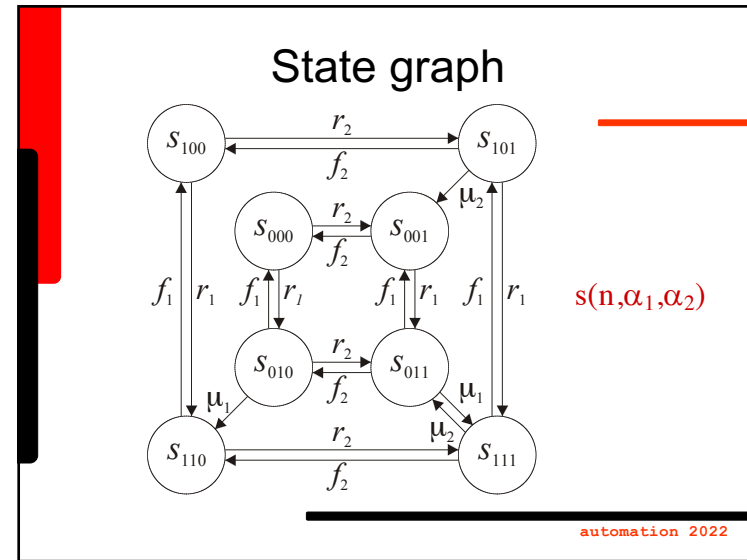 State graph
r₂
s₁₀₀
s₁₀₁
f₂
μ₂
r₂
s₀₀₀
s₀₀₁
f₂
f₁ r₁ f₁ r₁ f₁ r₁ f₁ r₁
s(n,α₁,α₂)
r₂
s₀₁₀
s₀₁₁
f₂
μ₁
μ₁
μ₂
r₂
s₁₁₀
s₁₁₁
f₂
automation 2022